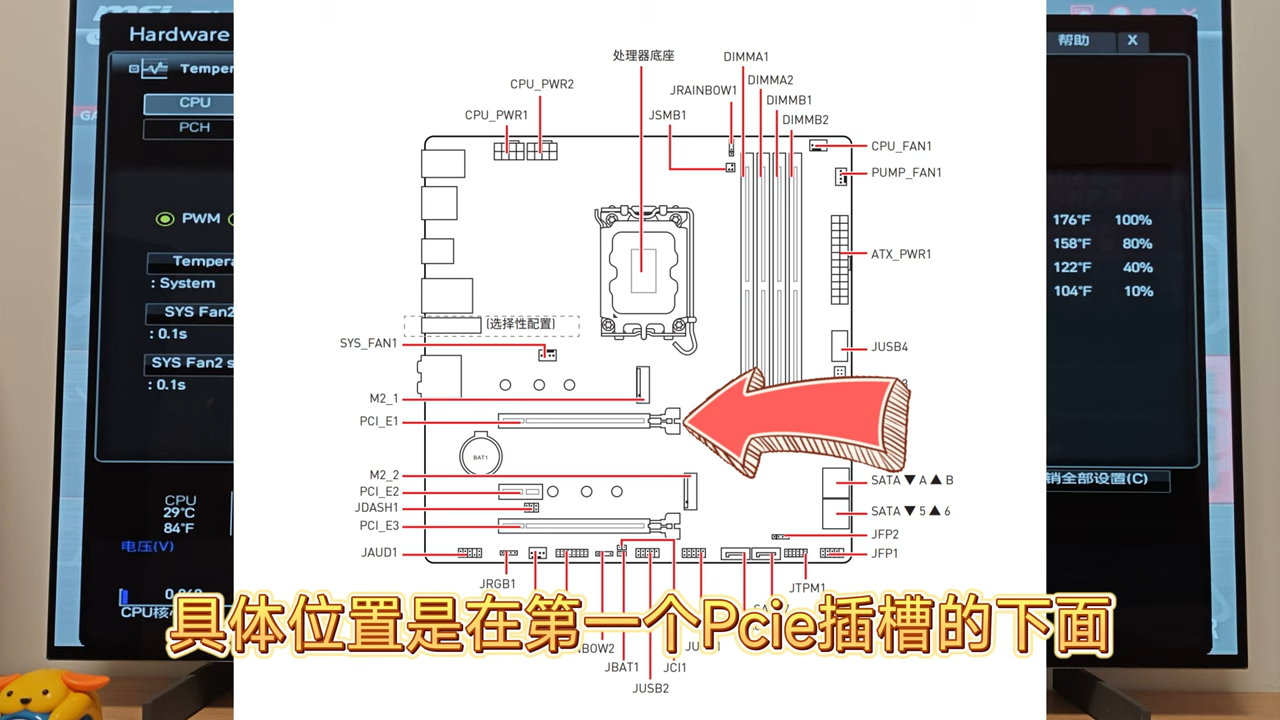 msi
Hardware
帮助
X
Temper
CPU
PCH
PWM
Tempera
: System
SYS Fan2
: 0.1s
SYS Fan2 s
: 0.1s
CPU
29℃
84℉
电压(V)
CPU核
176°F 100%
158°F 80%
122°F 40%
104°F 10%
销全部设置(C)
处理器底座
DIMMA1
DIMMA2
DIMMB1
DIMMB2
JRAINBOW1
JSMB1
CPU_PWR2
CPU_PWR1
CPU_FAN1
PUMP_FAN1
ATX_PWR1
JUSB4
(选择性配置)
SYS_FAN1
M2_1
PCI_E1
BAT1
M2_2
PCI_E2
JDASH1
PCI_E3
JAUD1
SATA▼A▲B
SATA▼5▲6
JFP2
JFP1
JRGB1
JTPM1
具体位置是在第一个Pcie插槽的下面
NBOW2
JBAT1
JCI1
JUSB2